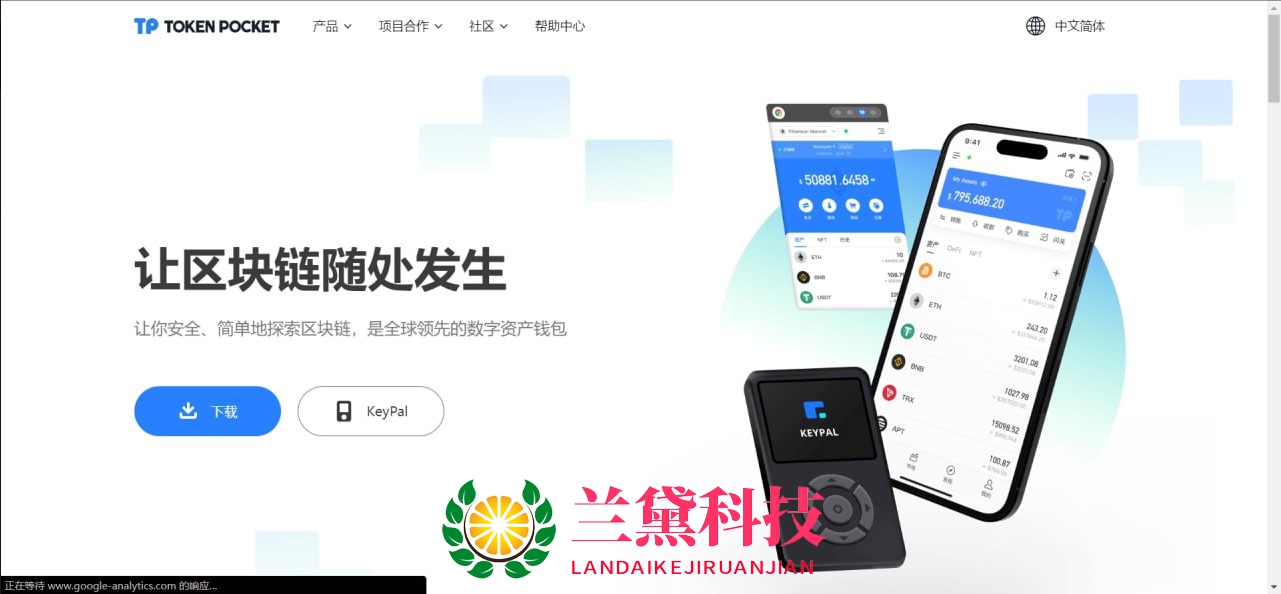 TP TOKEN POCKET
产品
项目合作
社区
帮助中心
中文简体
让区块链随处发生
让你安全、简单地探索区块链，是全球领先的数字资产钱包
下载
KeyPal
Ethereum Mainnet
$ 50881.6458
资产 NFT 历史
ETH 10
BNB 108.7
USDT
9:41
My Assets
$ 795,688.20
TP
转账 收款 购买 闪兑
资产 DeFi NFT
BTC 1.12
ETH 243.20
USDT 3201.08
BNB 1027.98
TRX 15098.52
APT 100.87
市场 发现 我的
KEYPAL
兰黛科技
LANDAIKEJIRUANJIAN
正在等待 www.google-analytics.com 的响应...